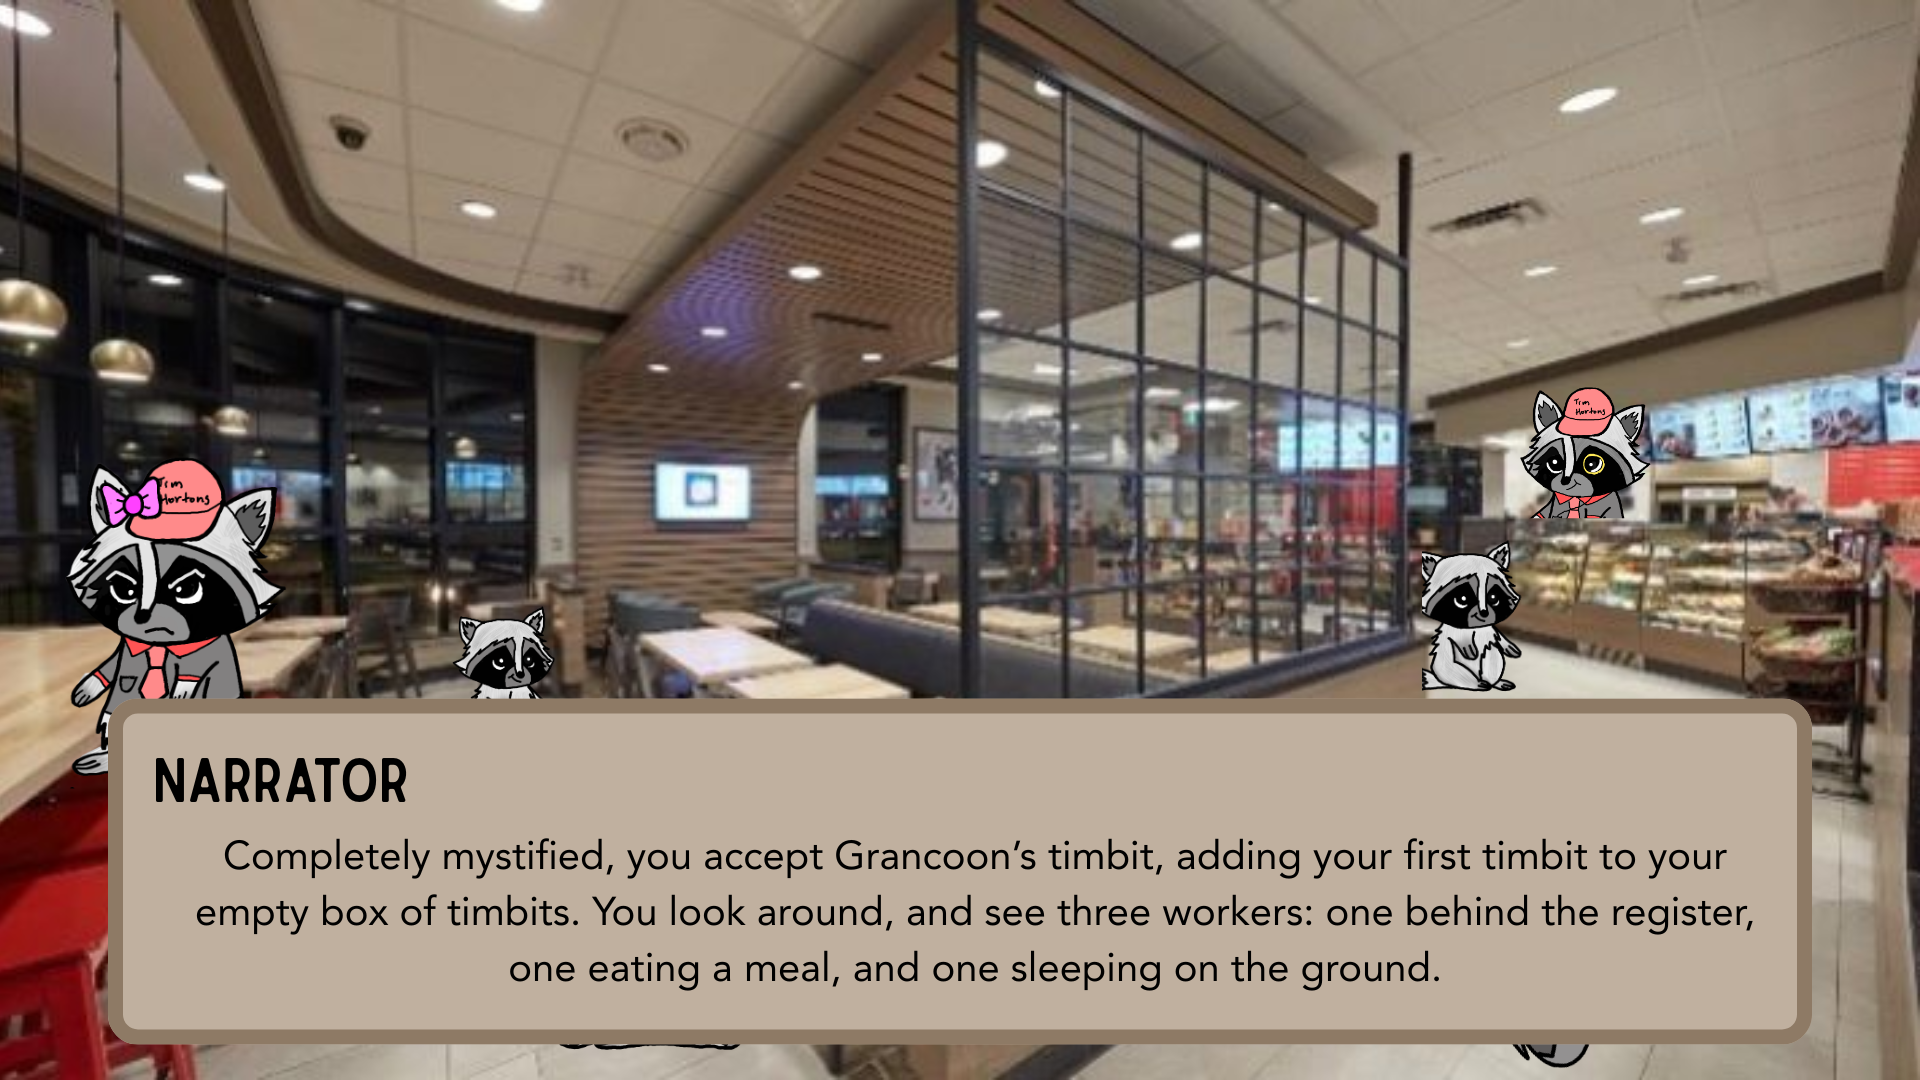 Tim
Hortons
Tim
Hortons
NARRATOR
Completely mystified, you accept Grancoon‘s timbit, adding your first timbit to your
empty box of timbits. You look around, and see three workers: one behind the register,
one eating a meal, and one sleeping on the ground.